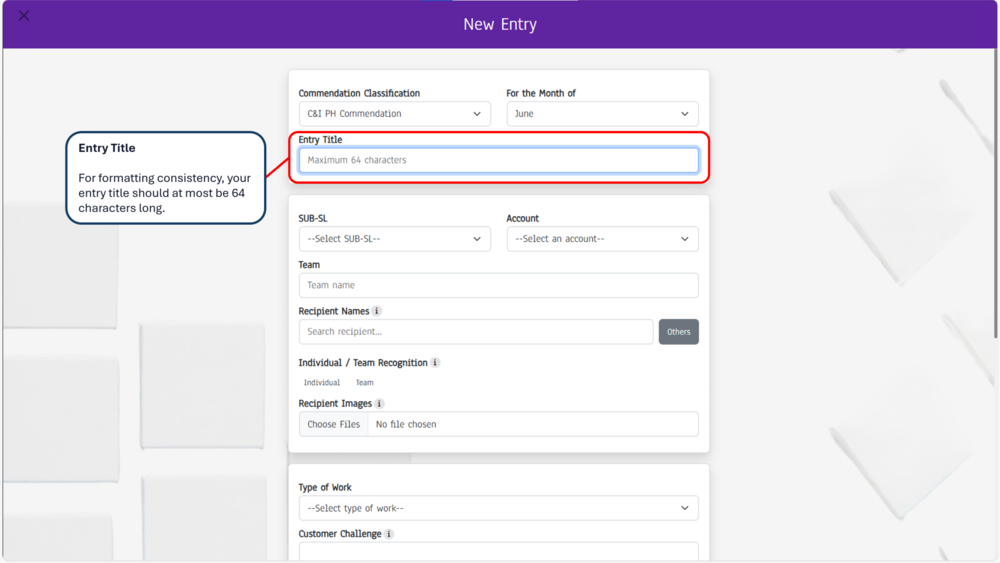 New Entry
Commendation Classification
For the Month of
C&I PH Commendation
June
Entry Title
Maximum 64 characters
Entry Title
For formatting consistency, your
entry title should at most be 64
characters long.
SUB-SL
Account
--Select SUB-SL--
--Select an account--
Team
Team name
Recipient Names i
Search recipient...
Others
Individual / Team Recognition i
Individual
Team
Recipient Images i
Choose Files
No file chosen
Type of Work
--Select type of work--
Customer Challenge i